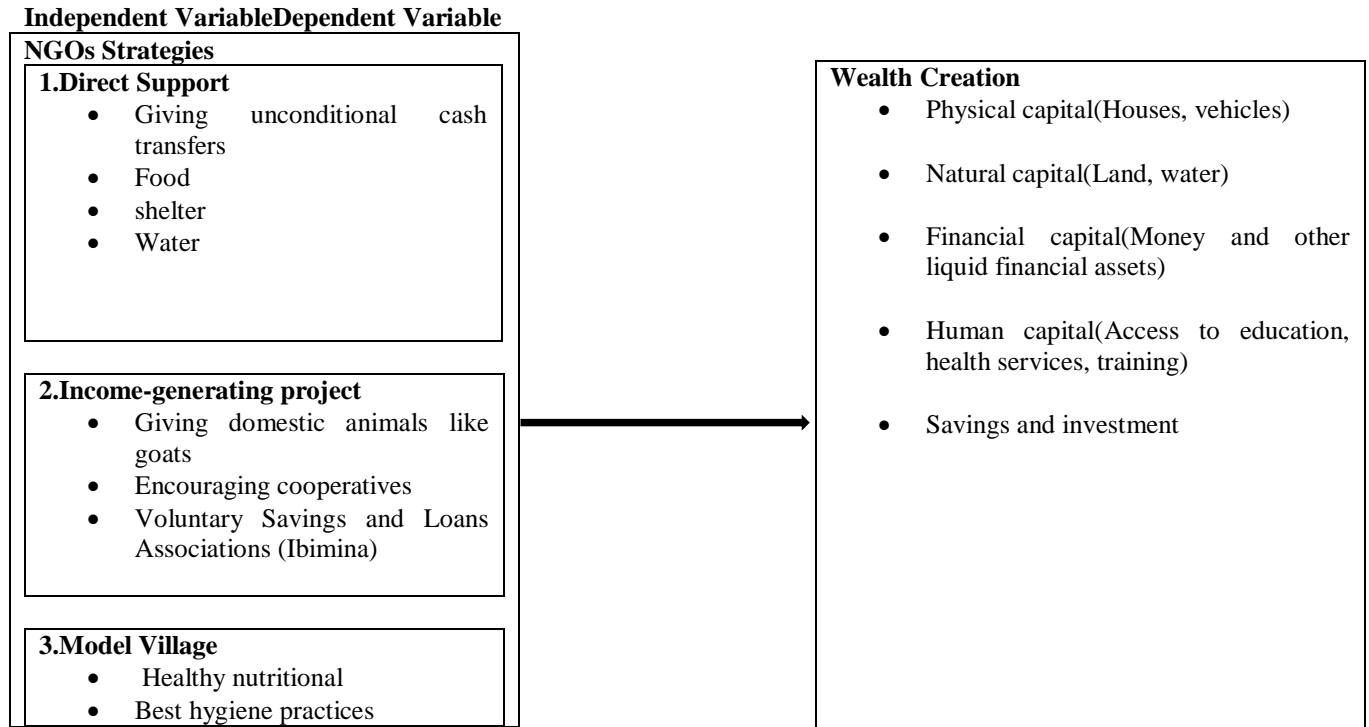 Independent VariableDependent Variable
NGOs Strategies
1.Direct Support
• Giving unconditional cash
transfers
• Food
• shelter
• Water
2.Income-generating project
• Giving domestic animals like
goats
• Encouraging cooperatives
• Voluntary Savings and Loans
Associations (Ibimina)
3.Model Village
• Healthy nutritional
• Best hygiene practices
Wealth Creation
• Physical capital(Houses, vehicles)
• Natural capital(Land, water)
• Financial capital(Money and other
liquid financial assets)
• Human capital(Access to education,
health services, training)
• Savings and investment